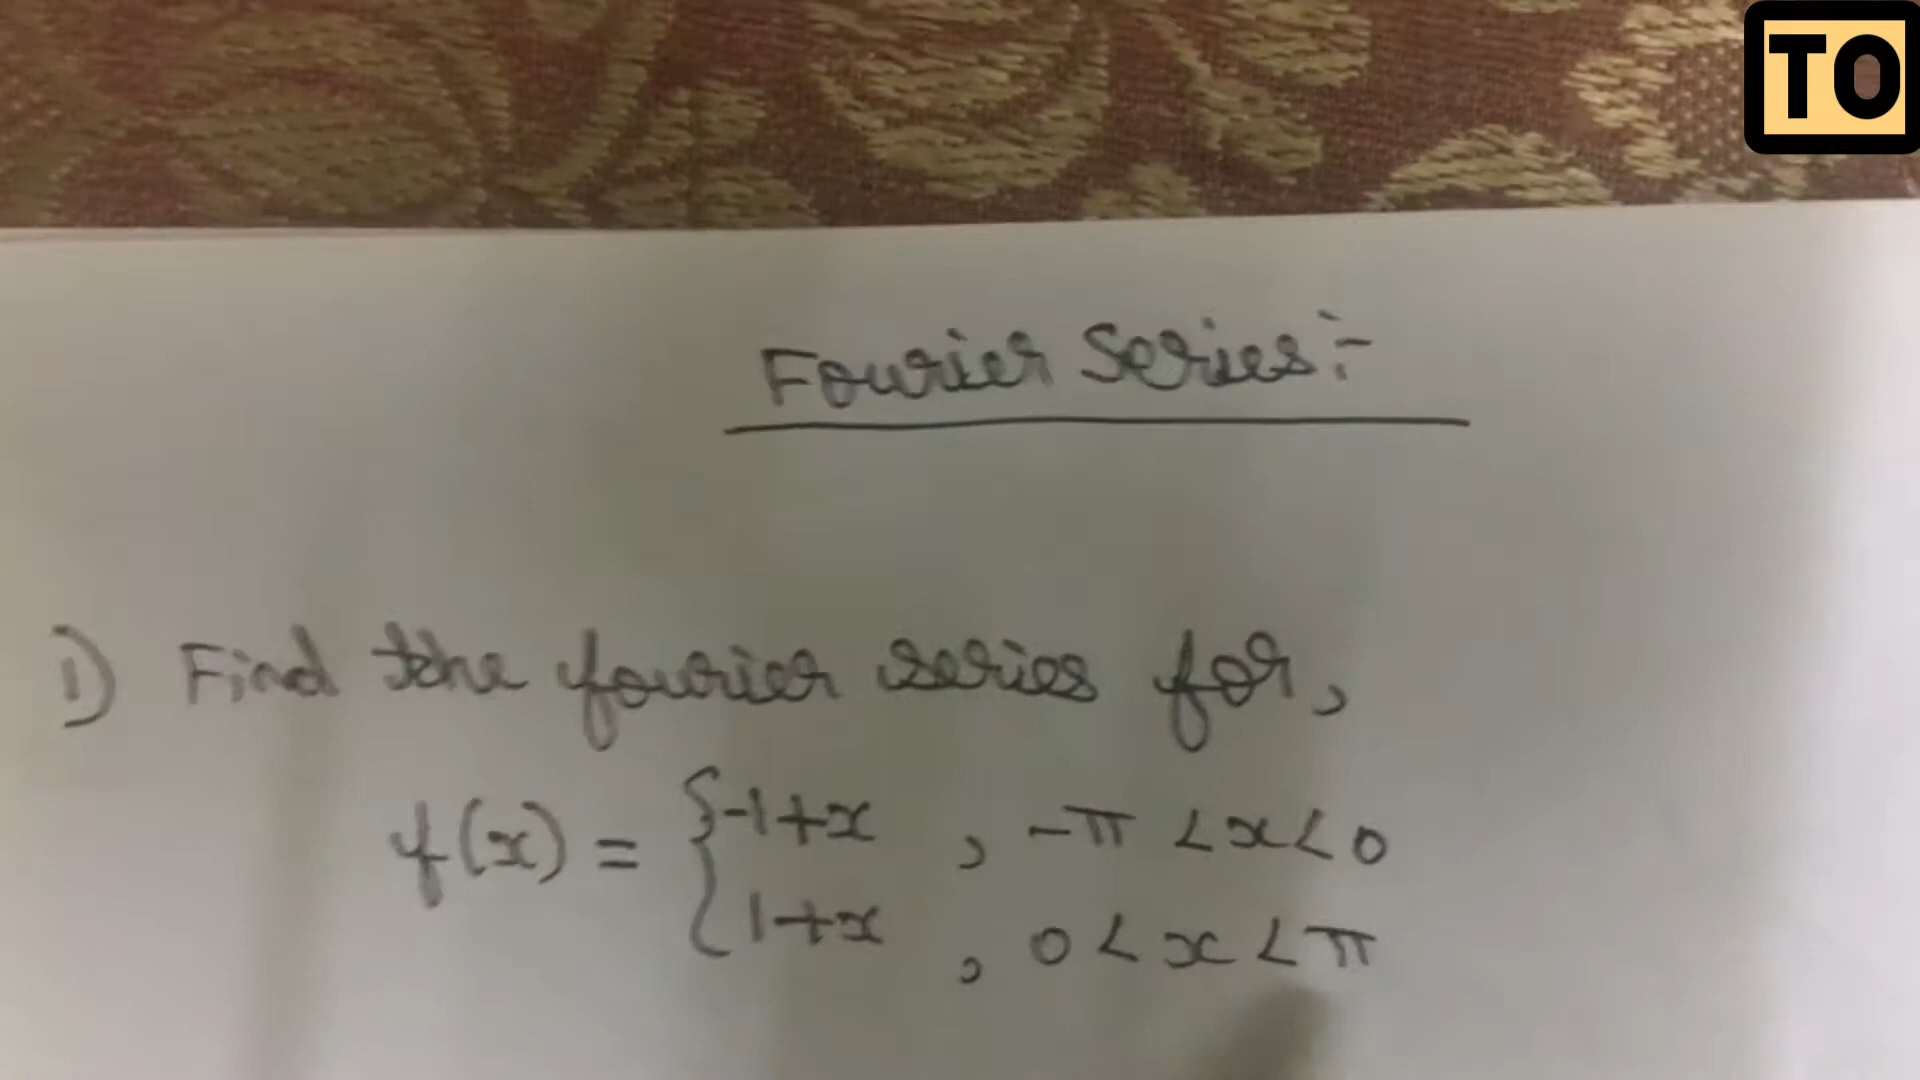 TO
Fourier Series:-
1) Find the fourier series for,
f(x) = { -1+x , -π < x < 0
1+x , 0 < x < π